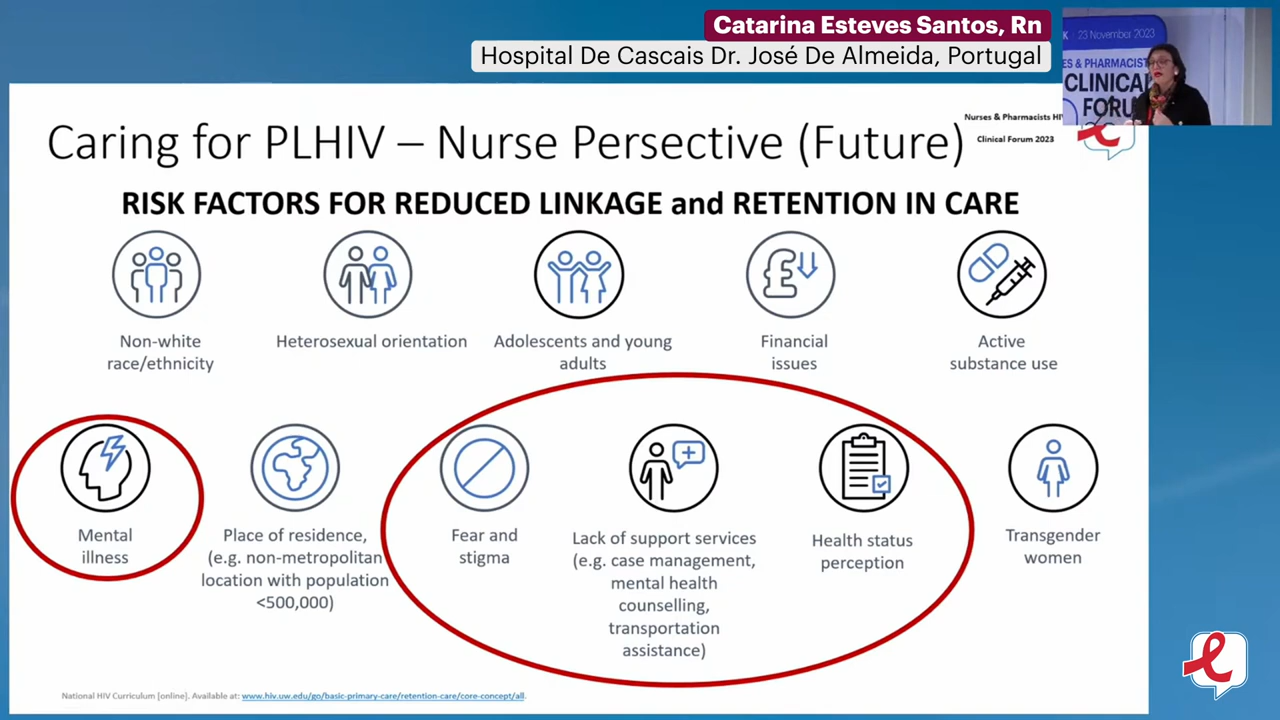 Catarina Esteves Santos, Rn
Hospital De Cascais Dr. José De Almeida, Portugal
23 November 2023
ES & PHARMACIST
CLINICAL
FORU
Caring for PLHIV – Nurse Persective (Future)
Nurses & Pharmacists HI
Clinical Forum 2023
RISK FACTORS FOR REDUCED LINKAGE and RETENTION IN CARE
Non-white
race/ethnicity
Heterosexual orientation
Adolescents and young
adults
Financial
issues
Active
substance use
Mental
illness
Place of residence,
(e.g. non-metropolitan
location with population
<500,000)
Fear and
stigma
Lack of support services
(e.g. case management,
mental health
counselling,
transportation
assistance)
Health status
perception
Transgender
women
National HIV Curriculum [online]. Available at: www.hiv.uw.edu/go/basic-primary-care/retention-care/core-concept/all.